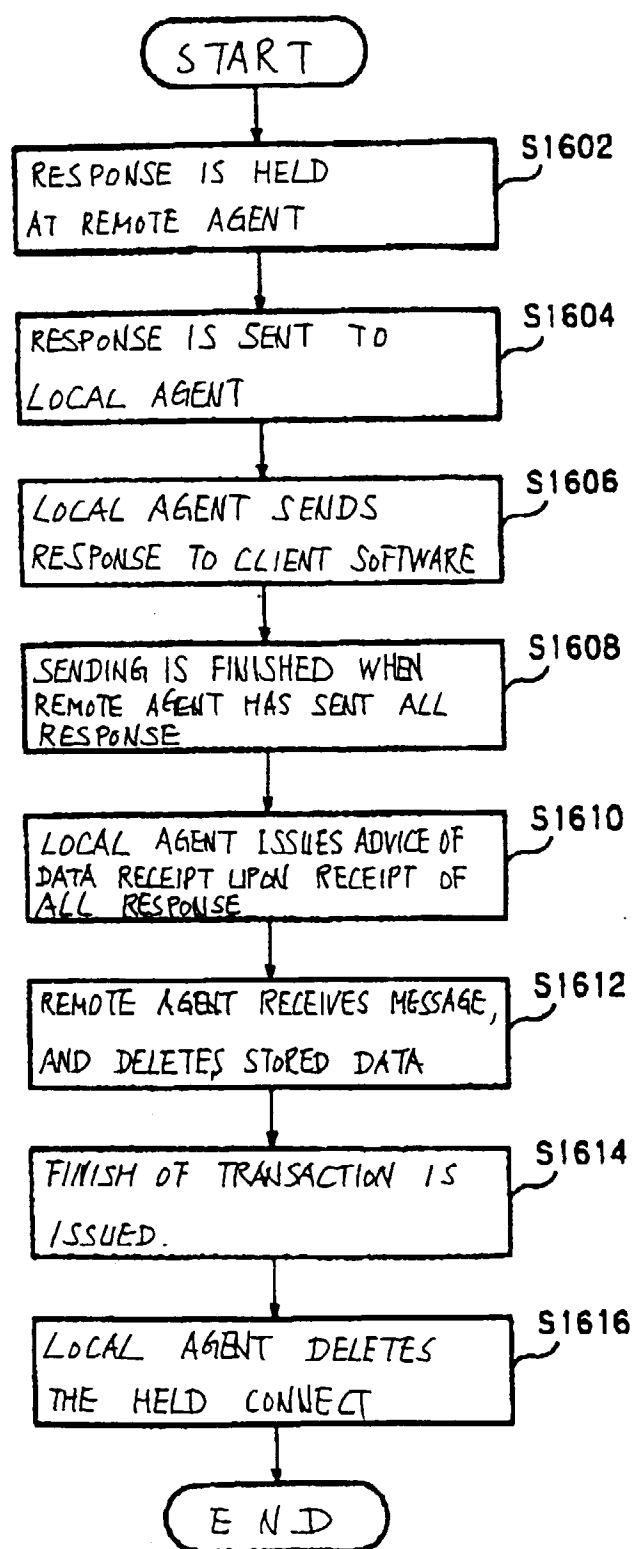 START
S1602
RESPONSE IS HELD
AT REMOTE AGENT
S1604
RESPONSE IS SENT TO
LOCAL AGENT
S1606
LOCAL AGENT SENDS
RESPONSE TO CLIENT SOFTWARE
S1608
SENDING IS FINISHED WHEN
REMOTE AGENT HAS SENT ALL
RESPONSE
S1610
LOCAL AGENT ISSUES ADVICE OF
DATA RECEIPT UPON RECEIPT OF
ALL RESPONSE
S1612
REMOTE AGENT RECEIVES MESSAGE,
AND DELETES STORED DATA
S1614
FINISH OF TRANSACTION IS
ISSUED.
S1616
LOCAL AGENT DELETES
THE HELD CONNECT
END